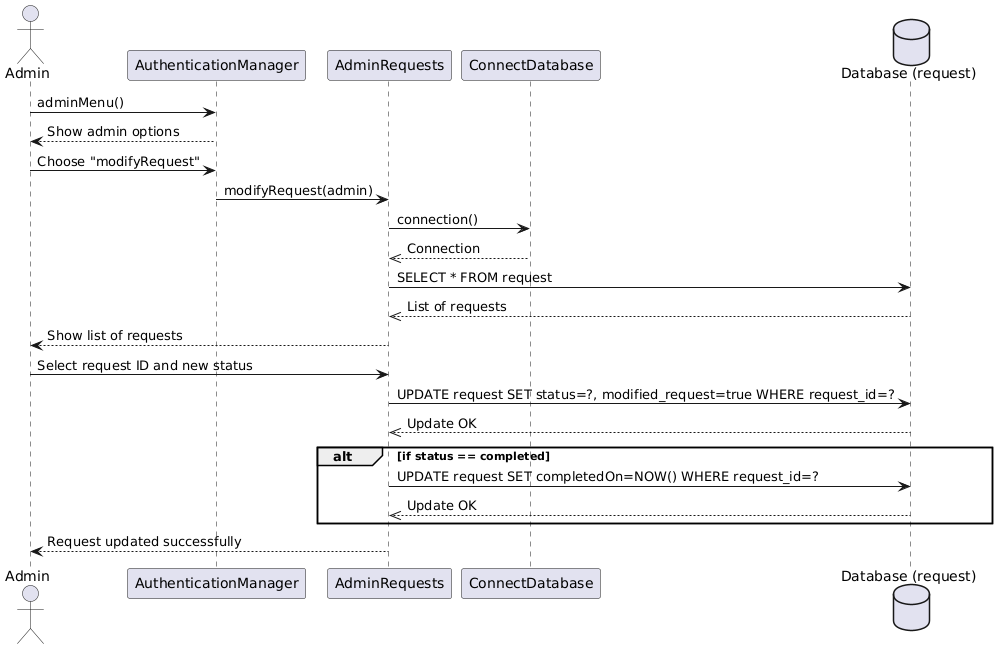 Admin
AuthenticationManager
AdminRequests
ConnectDatabase
Database (request)
adminMenu()
Show admin options
Choose "modifyRequest"
modifyRequest(admin)
connection()
Connection
SELECT * FROM request
List of requests
Show list of requests
Select request ID and new status
UPDATE request SET status=?, modified_request=true WHERE request_id=?
Update OK
alt
[if status == completed]
UPDATE request SET completedOn=NOW() WHERE request_id=?
Update OK
Request updated successfully
Admin
AuthenticationManager
AdminRequests
ConnectDatabase
Database (request)